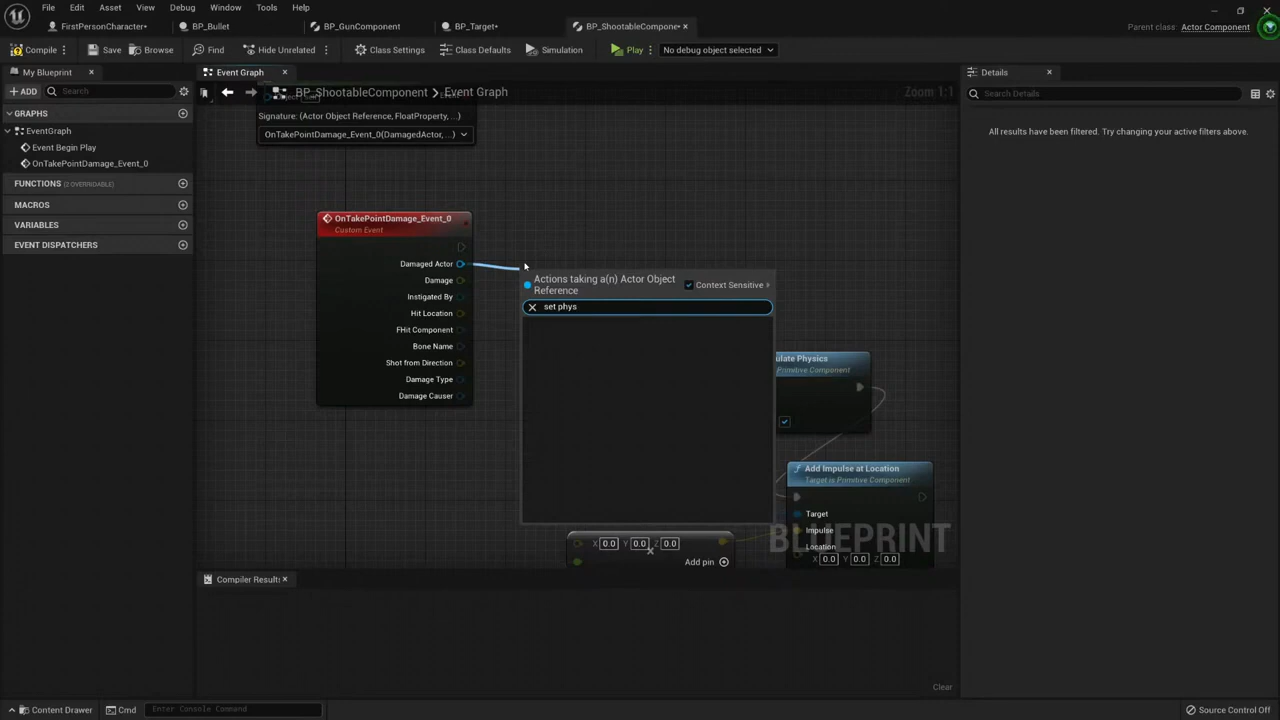 File Edit Asset View Debug Window Tools Help
FirstPersonCharacter*
BP_Bullet
BP_GunComponent
BP_Target*
BP_ShootableCompone*
Parent class: Actor Component
Compile
Save
Browse
Find
Hide Unrelated
Class Settings
Class Defaults
Simulation
Play
No debug object selected
My Blueprint
Event Graph
Details
ADD
Search
BP_ShootableComponent
Event Graph
Zoom 1:1
Search Details
Signature: (Actor Object Reference, FloatProperty, ...)
OnTakePointDamage_Event_0(DamagedActor, ...)
All results have been filtered. Try changing your active filters above.
GRAPHS
EventGraph
Event Begin Play
OnTakePointDamage_Event_0
FUNCTIONS (2 OVERRIDABLE)
MACROS
VARIABLES
EVENT DISPATCHERS
OnTakePointDamage_Event_0
Custom Event
Damaged Actor
Damage
Instigated By
Hit Location
FHit Component
Bone Name
Shot from Direction
Damage Type
Damage Causer
Actions taking a(n) Actor Object
Reference
Context Sensitive
set phys
ulate Physics
Primitive Component
Add Impulse at Location
Target is Primitive Component
Target
Impulse
Location
X 0.0 Y 0.0 Z 0.0
X 0.0 Y 0.0 Z 0.0
Add pin
BLUEPRINT
Compiler Results
Clear
Content Drawer
Cmd
Enter Console Command
Source Control Off